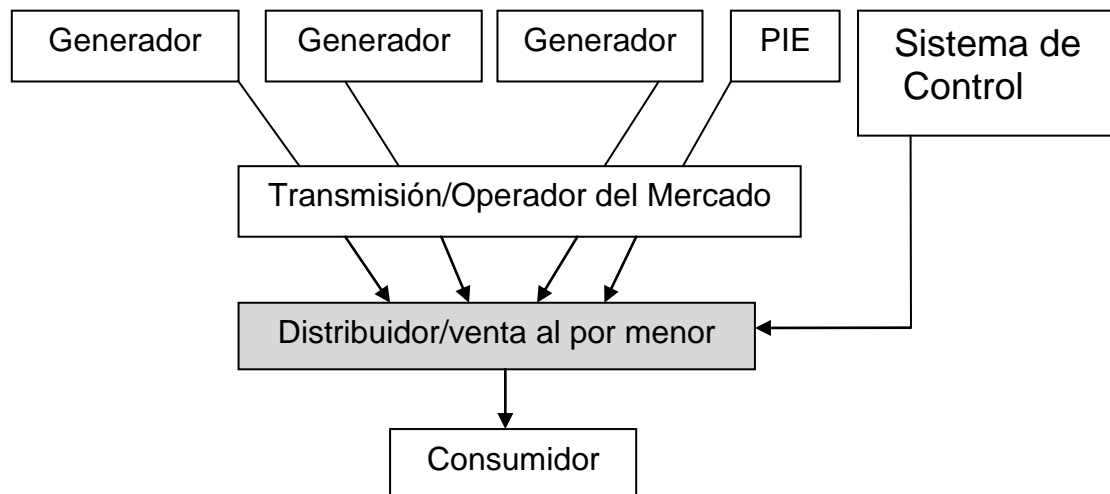 Generador
Generador
Generador
PIE
Sistema de
Control
Transmisión/Operador del Mercado
Distribuidor/venta al por menor
Consumidor